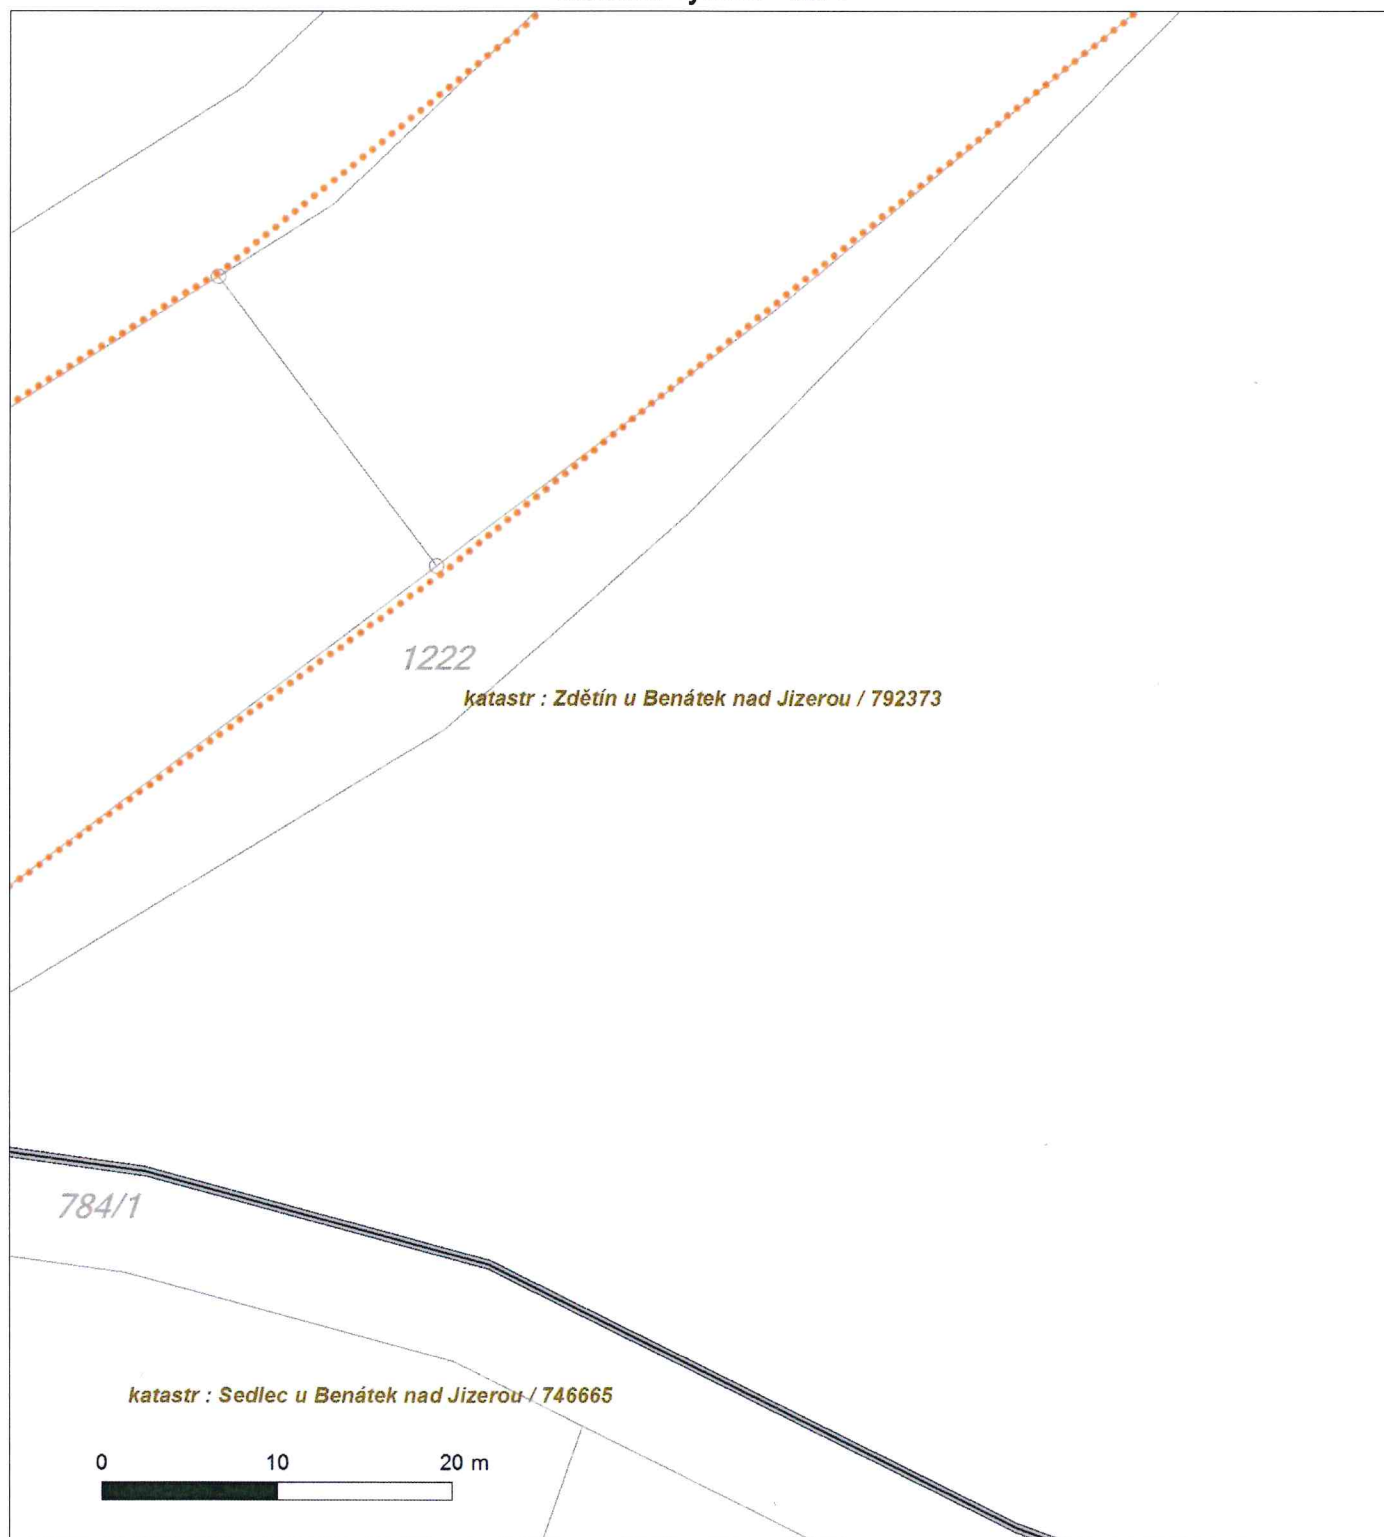 1222
katastr : Zdětín u Benátek nad Jizerou / 792373
784/1
katastr : Sedlec u Benátek nad Jizerou / 746665
0 10 20 m